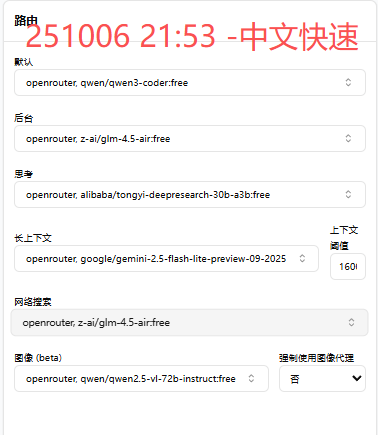 路由
251006 21:53 -中文快速
默认
openrouter, qwen/qwen3-coder:free
后台
openrouter, z-ai/glm-4.5-air:free
思考
openrouter, alibaba/tongyi-deepresearch-30b-a3b:free
长上下文
上下文
阈值
openrouter, google/gemini-2.5-flash-lite-preview-09-2025
1600
网络搜索
openrouter, z-ai/glm-4.5-air:free
图像 (beta)
强制使用图像代理
openrouter, qwen/qwen2.5-vl-72b-instruct:free
否